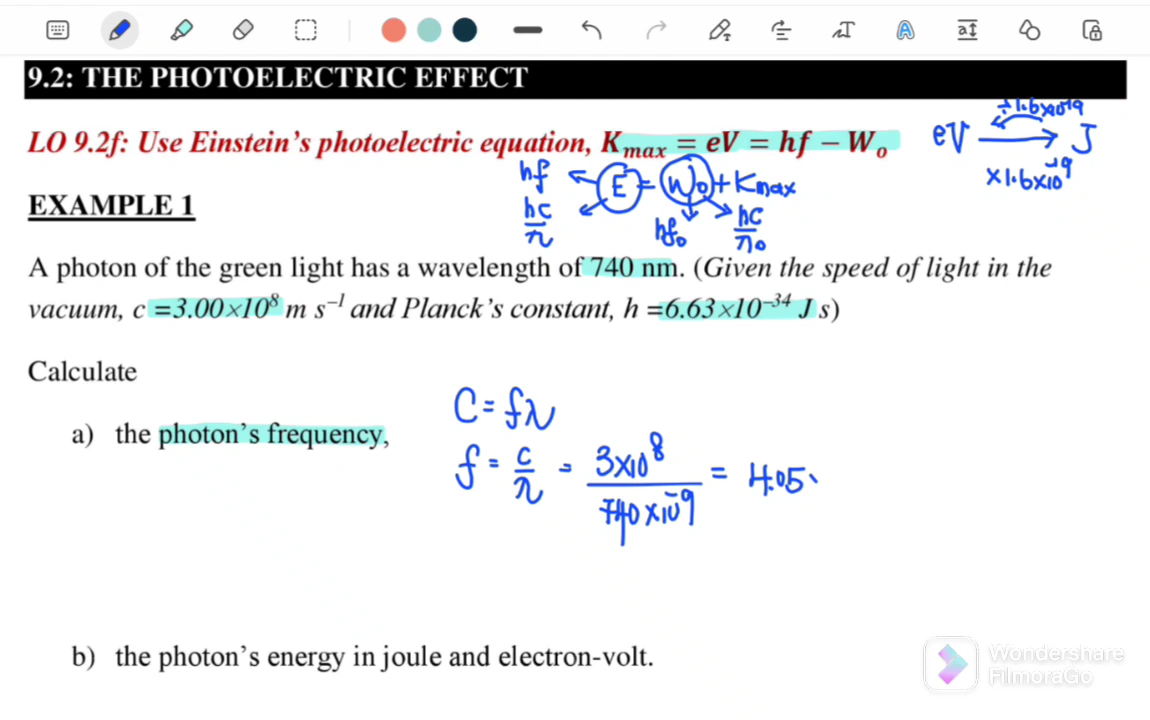 9.2: THE PHOTOELECTRIC EFFECT
÷1.6×10⁻¹⁹
LO 9.2f: Use Einstein's photoelectric equation, Kmax = eV = hf – Wₒ
eV → J
×1.6×10⁻¹⁹
hf ← E = W₀ + Kmax
hc/λ
hf₀
hc/λ₀
EXAMPLE 1
A photon of the green light has a wavelength of 740 nm. (Given the speed of light in the
vacuum, c =3.00×10⁸ m s⁻¹ and Planck's constant, h =6.63×10⁻³⁴ J s)
Calculate
C = fλ
a) the photon's frequency,
f = c/λ = 3×10⁸/740×10⁻⁹ = 4.05
b) the photon's energy in joule and electron-volt.
Wondershare
FilmoraGo